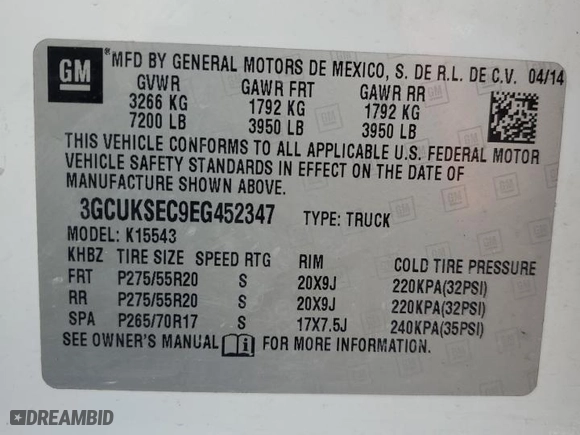 GM
*MFD BY GENERAL MOTORS DE MEXICO, S. DE R.L. DE C.V. 04/14
GVWR GAWR FRT GAWR RR
3266 KG 1792 KG 1792 KG
7200 LB 3950 LB 3950 LB
THIS VEHICLE CONFORMS TO ALL APPLICABLE U.S. FEDERAL MOTOR
VEHICLE SAFETY STANDARDS IN EFFECT ON THE DATE OF
MANUFACTURE SHOWN ABOVE.
3GCUKSEC9EG452347 TYPE: TRUCK
MODEL: K15543
KHBZ TIRE SIZE SPEED RTG RIM COLD TIRE PRESSURE
FRT P275/55R20 S 20X9J 220KPA(32PSI)
RR P275/55R20 S 20X9J 220KPA(32PSI)
SPA P265/70R17 S 17X7.5J 240KPA(35PSI)
SEE OWNER'S MANUAL FOR MORE INFORMATION.
DREAMBID